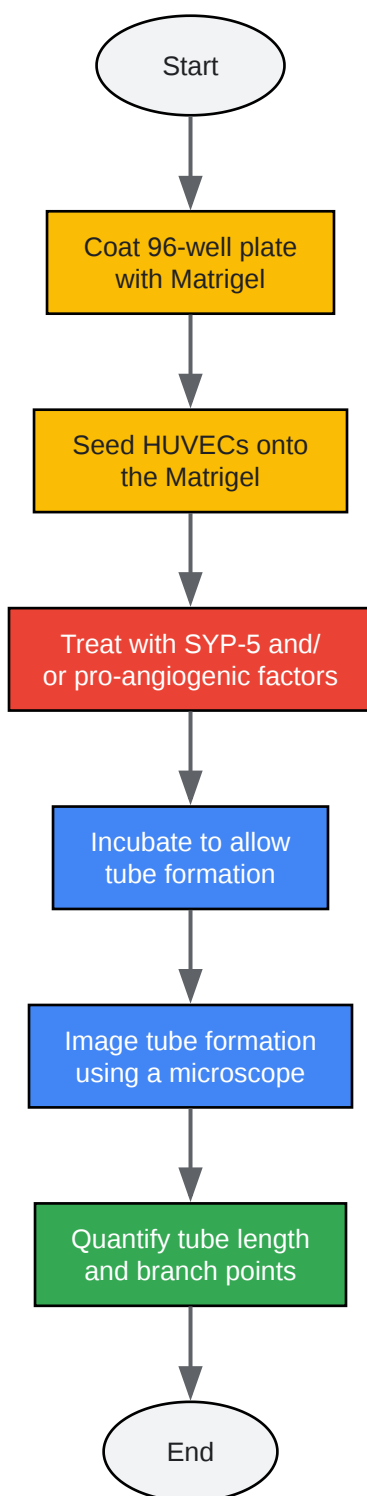 Start
Coat 96-well plate
with Matrigel
Seed HUVECs onto
the Matrigel
Treat with SYP-5 and/
or pro-angiogenic factors
Incubate to allow
tube formation
Image tube formation
using a microscope
Quantify tube length
and branch points
End